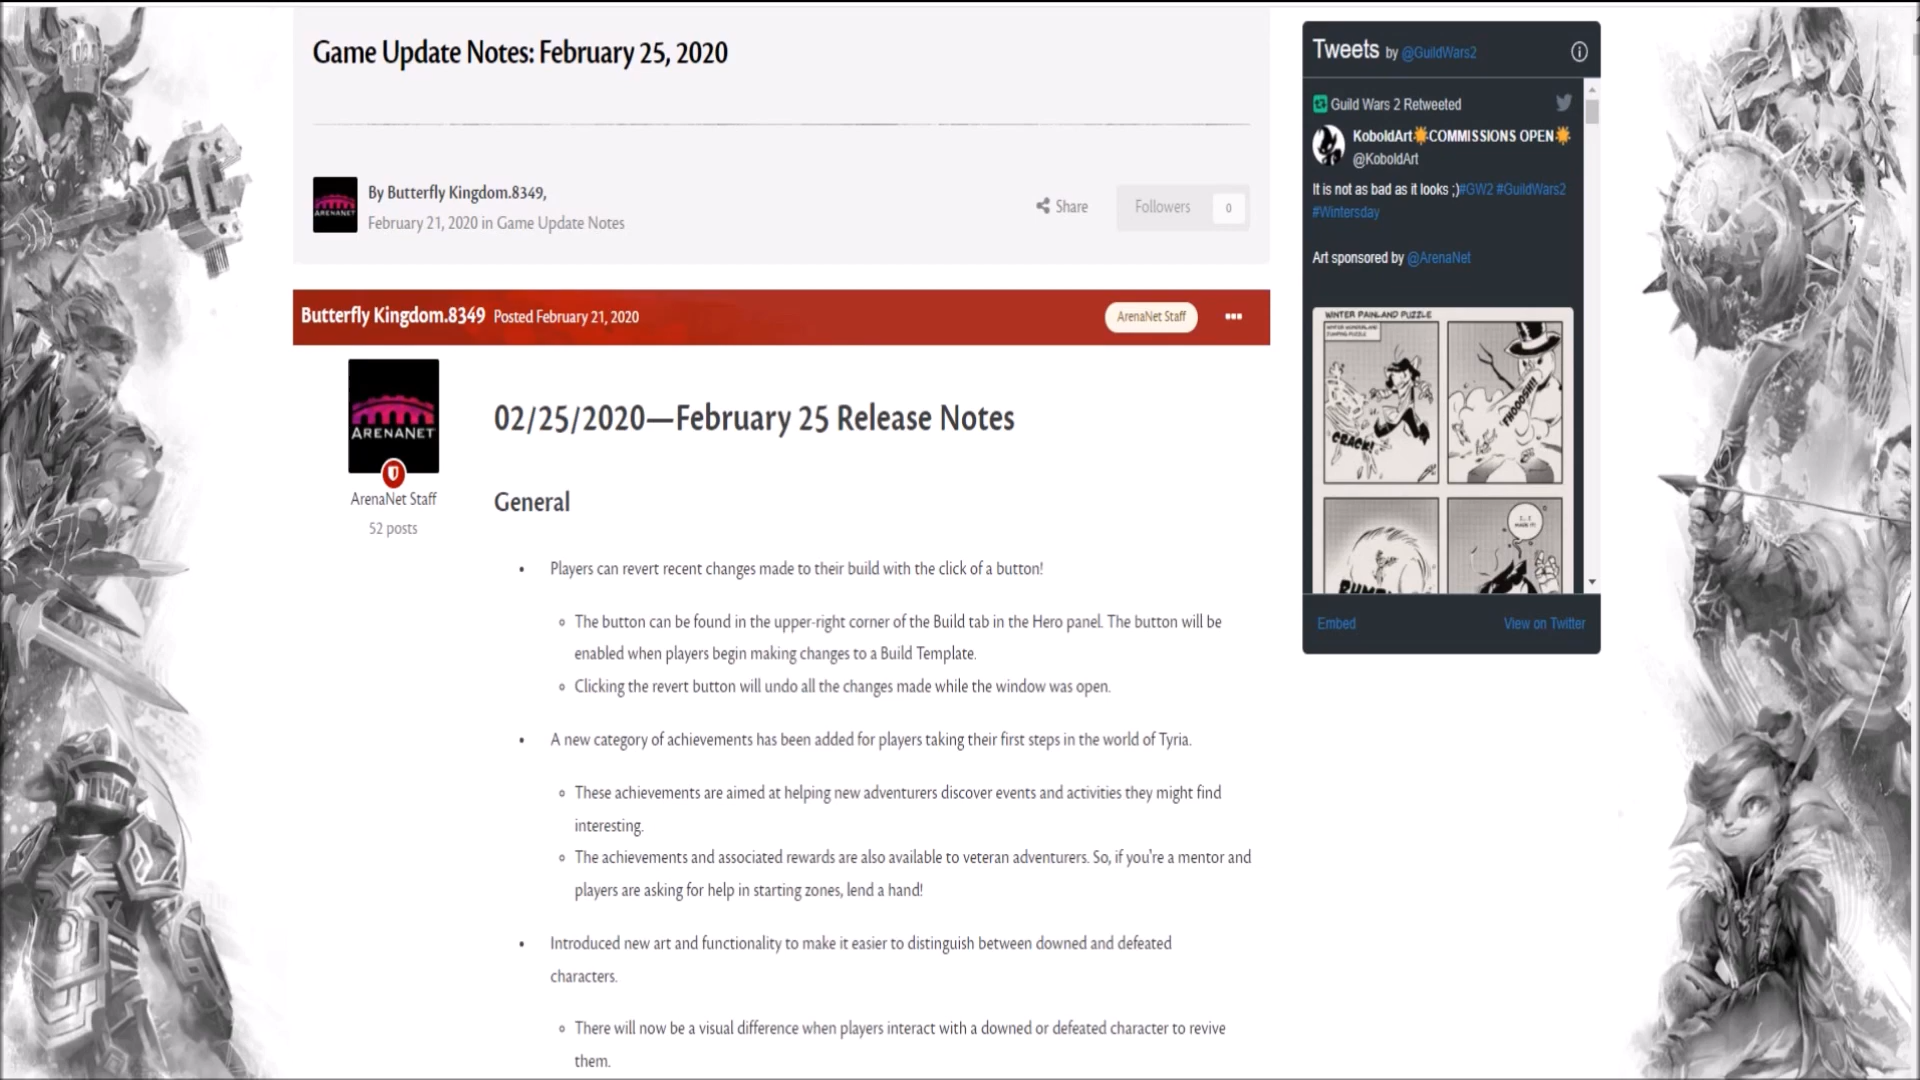 Game Update Notes: February 25, 2020
ARENANET
By Butterfly Kingdom.8349,
February 21, 2020 in Game Update Notes
Share
Followers 0
Butterfly Kingdom.8349 Posted February 21, 2020
ArenaNet Staff
ARENANET
ArenaNet Staff
52 posts
02/25/2020—February 25 Release Notes
General
• Players can revert recent changes made to their build with the click of a button!
The button can be found in the upper-right corner of the Build tab in the Hero panel. The button will be
enabled when players begin making changes to a Build Template.
Clicking the revert button will undo all the changes made while the window was open.
• A new category of achievements has been added for players taking their first steps in the world of Tyria.
These achievements are aimed at helping new adventurers discover events and activities they might find
interesting.
The achievements and associated rewards are also available to veteran adventurers. So, if you're a mentor and
players are asking for help in starting zones, lend a hand!
• Introduced new art and functionality to make it easier to distinguish between downed and defeated
characters.
There will now be a visual difference when players interact with a downed or defeated character to revive
them.
Tweets by @GuildWars2
Guild Wars 2 Retweeted
KoboldArt☀COMMISSIONS OPEN☀
@KoboldArt
It is not as bad as it looks ;)#GW2 #GuildWars2
#Wintersday
Art sponsored by @ArenaNet
WINTER PAINLAND PUZZLE
WINTER WONDERLAND
JUMPING PUZZLE
CRACK!
FHOOOSH!!
I... I
MADE IT!
Embed
View on Twitter